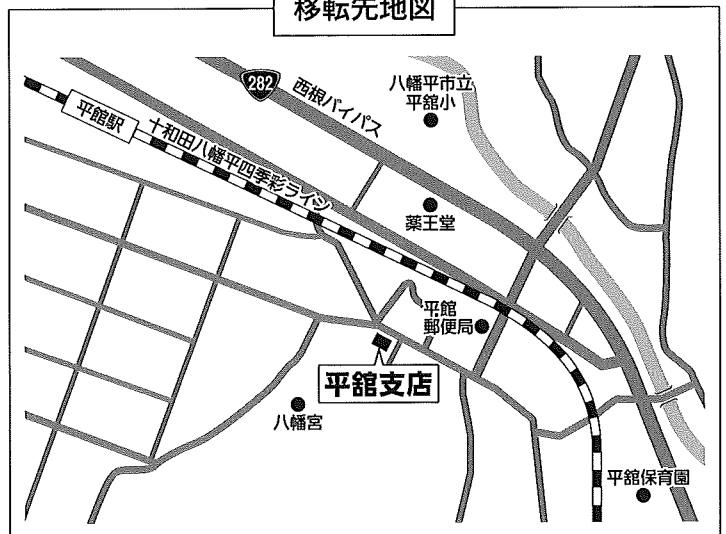 移転先地図
282
西根バイパス
八幡平市立
平舘小
平舘駅
十和田八幡平四季彩ライン
薬王堂
平舘
郵便局
平舘支店
八幡宮
平舘保育園